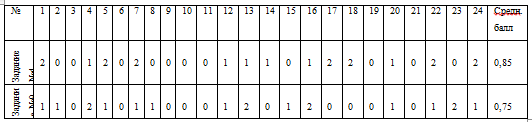 № 1 2 3 4 5 6 7 8 9 10 11 12 13 14 15 16 17 18 19 20 21 22 23 24 Средн.
балл
Задание 2 0 0 1 2 0 2 0 0 0 0 1 1 1 0 1 2 2 0 1 0 2 0 2 0,85
Задани 1 1 0 2 1 0 1 1 0 0 0 1 2 0 1 2 0 0 0 1 0 1 2 1 0,75